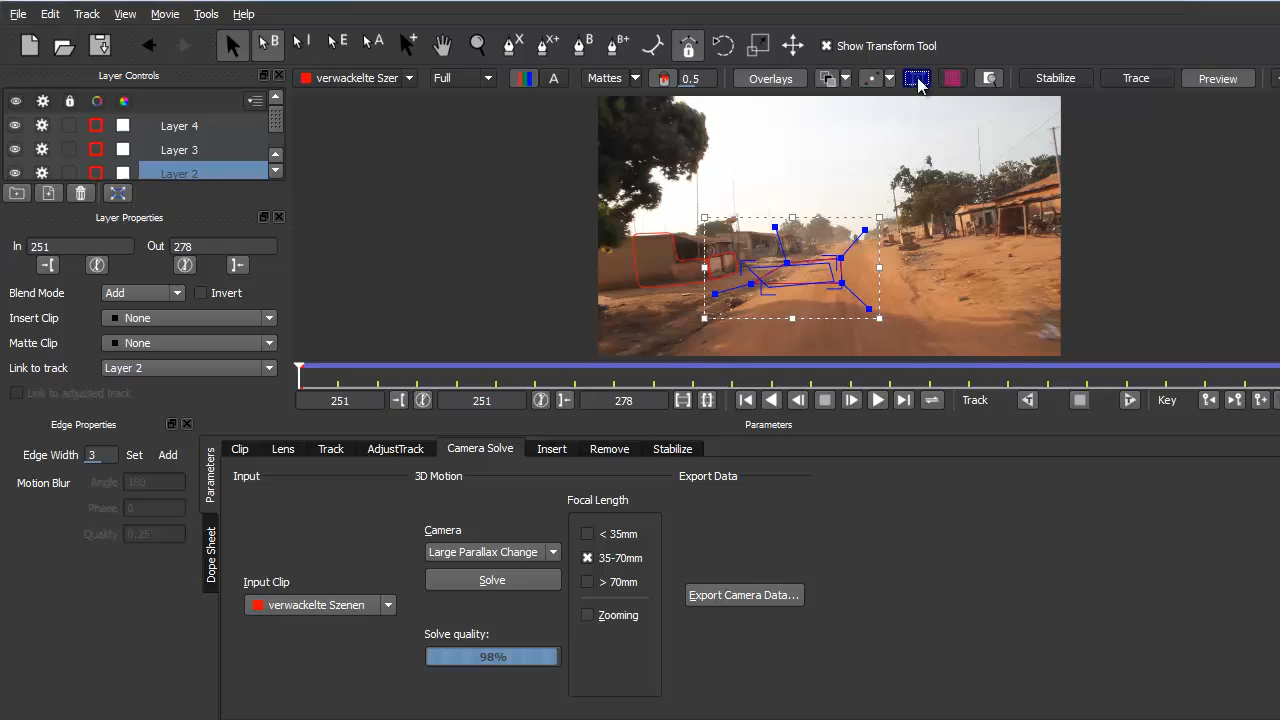 File Edit Track View Movie Tools Help
B I E A X X+ B B+ Show Transform Tool
Layer Controls
verwackelte Szer Full A Mattes 0.5 Overlays Stabilize Trace Preview
Layer 4
Layer 3
Layer 2
Layer Properties
In 251 Out 278
Blend Mode Add Invert
Insert Clip None
Matte Clip None
Link to track Layer 2
Link to adjusted track
251 251 278 Track Key
Edge Properties
Parameters
Edge Width 3 Set Add
Motion Blur Angle 180
Phase 0
Quality 0.25
Parameters
Dope Sheet
Clip Lens Track AdjustTrack Camera Solve Insert Remove Stabilize
Input 3D Motion Export Data
Focal Length
Camera
Large Parallax Change
Solve
< 35mm
35-70mm
> 70mm
Zooming
Input Clip
verwackelte Szenen
Export Camera Data...
Solve quality:
98%